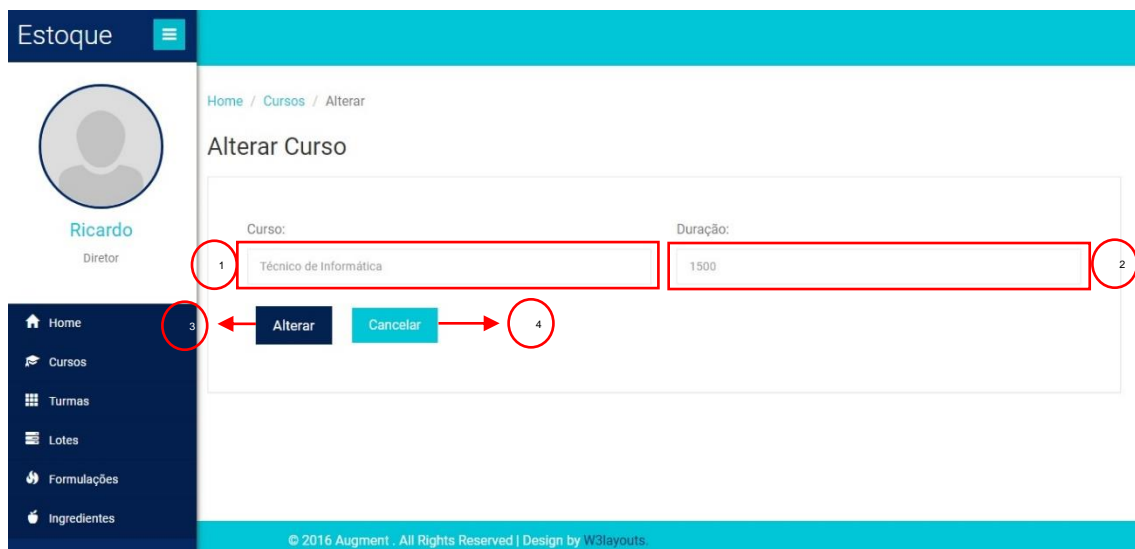 Estoque
Home / Cursos / Alterar
Alterar Curso
Ricardo
Diretor
Curso:
Duração:
1
Técnico de Informática
1500
2
Home
3
Alterar
Cancelar
4
Cursos
Turmas
Lotes
Formulações
Ingredientes
© 2016 Augment . All Rights Reserved | Design by W3layouts.